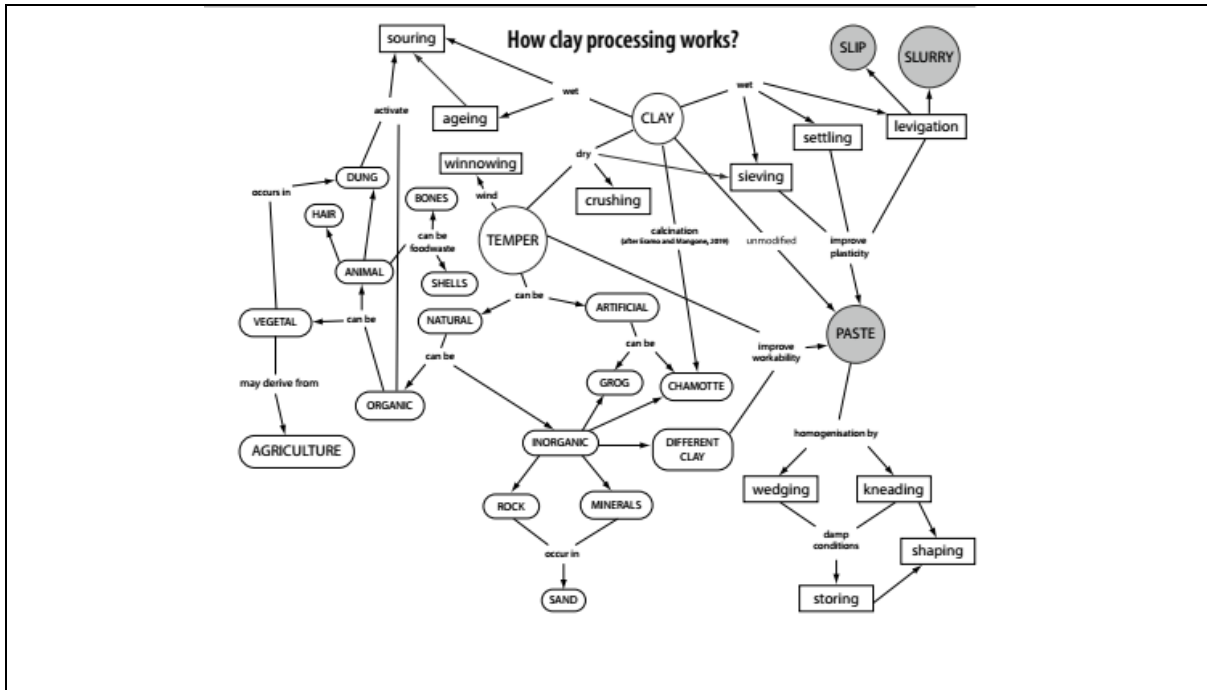 How clay processing works?
souring
SLIP
SLURRY
wet
wet
activate
ageing
CLAY
levigation
settling
winnowing
dry
sieving
DUNG
occurs in
wind
BONES
crushing
HAIR
can be
foodwaste
TEMPER
calcination
(after Eramo and Mangone, 2019)
unmodified
improve
plasticity
ANIMAL
SHELLS
can be
ARTIFICIAL
NATURAL
VEGETAL
can be
PASTE
can be
can be
improve
workability
may derive from
GROG
CHAMOTTE
ORGANIC
homogenisation by
INORGANIC
DIFFERENT
CLAY
AGRICULTURE
wedging
kneading
ROCK
MINERALS
damp
conditions
shaping
occur in
SAND
storing